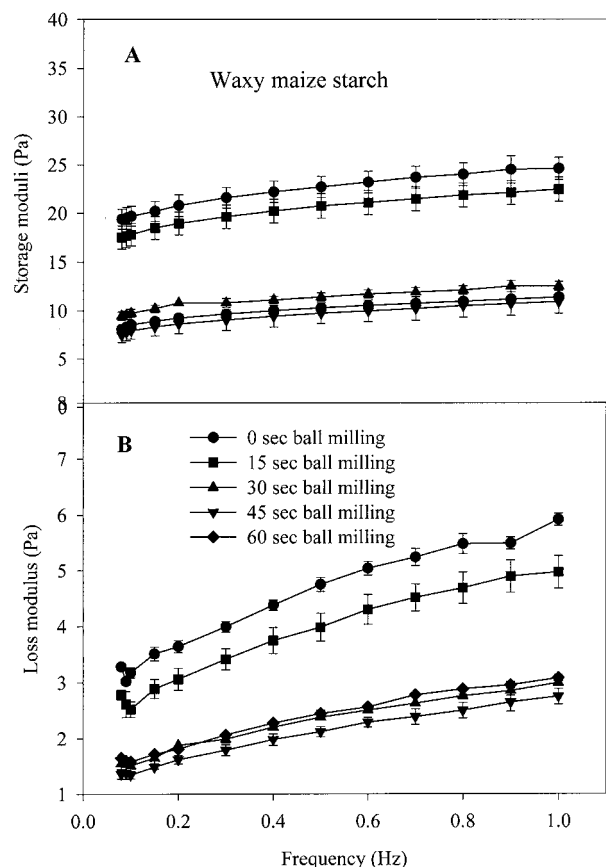 40
A
35
Waxy maize starch
30
Storage moduli (Pa)
25
20
15
10
5
8
0
B
0 sec ball milling
7
15 sec ball milling
30 sec ball milling
6
45 sec ball milling
60 sec ball milling
5
Loss modulus (Pa)
4
3
2
1
0.0 0.2 0.4 0.6 0.8 1.0
Frequency (Hz)